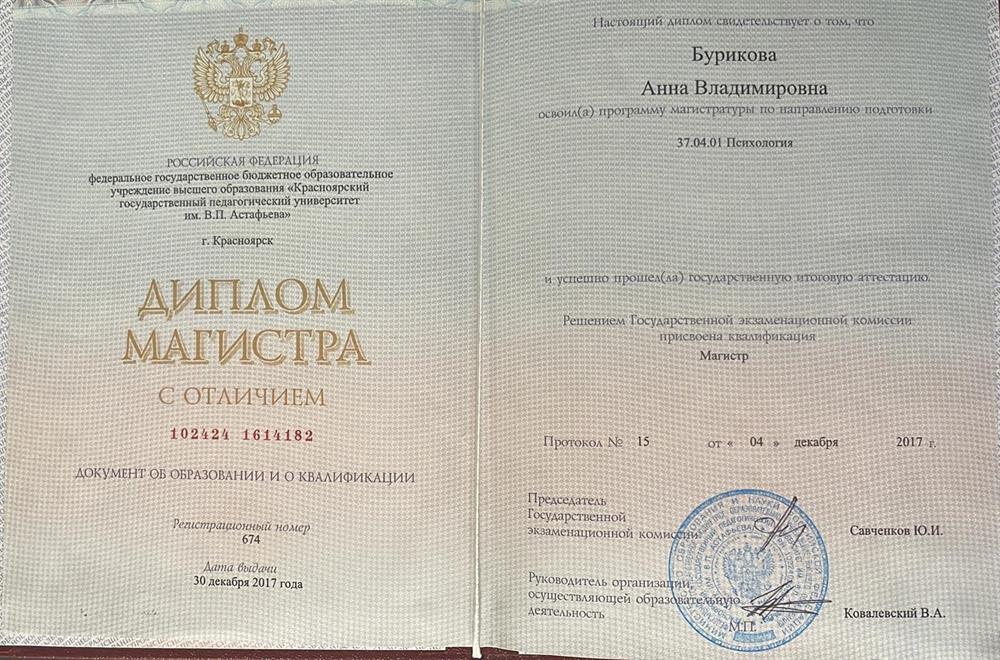 РОССИЙСКАЯ ФЕДЕРАЦИЯ
федеральное государственное бюджетное образовательное
учреждение высшего образования «Красноярский
государственный педагогический университет
им. В.П. Астафьева»
г. Красноярск
ДИПЛОМ
МАГИСТРА
С ОТЛИЧИЕМ
102424 1614182
ДОКУМЕНТ ОБ ОБРАЗОВАНИИ И О КВАЛИФИКАЦИИ
Регистрационный номер
674
Дата выдачи
30 декабря 2017 года
Настоящий диплом свидетельствует о том, что
Бурикова
Анна Владимировна
освоил(а) программу магистратуры по направлению подготовки
37.04.01 Психология
и успешно прошел(ла) государственную итоговую аттестацию.
Решением Государственной экзаменационной комиссии
присвоена квалификация
Магистр
Протокол № 15 от « 04 » декабря 2017 г.
Председатель
Государственной
экзаменационной комиссии
Савченков Ю.И.
Руководитель организации,
осуществляющей образовательную
деятельность
Ковалевский В.А.
М.П.